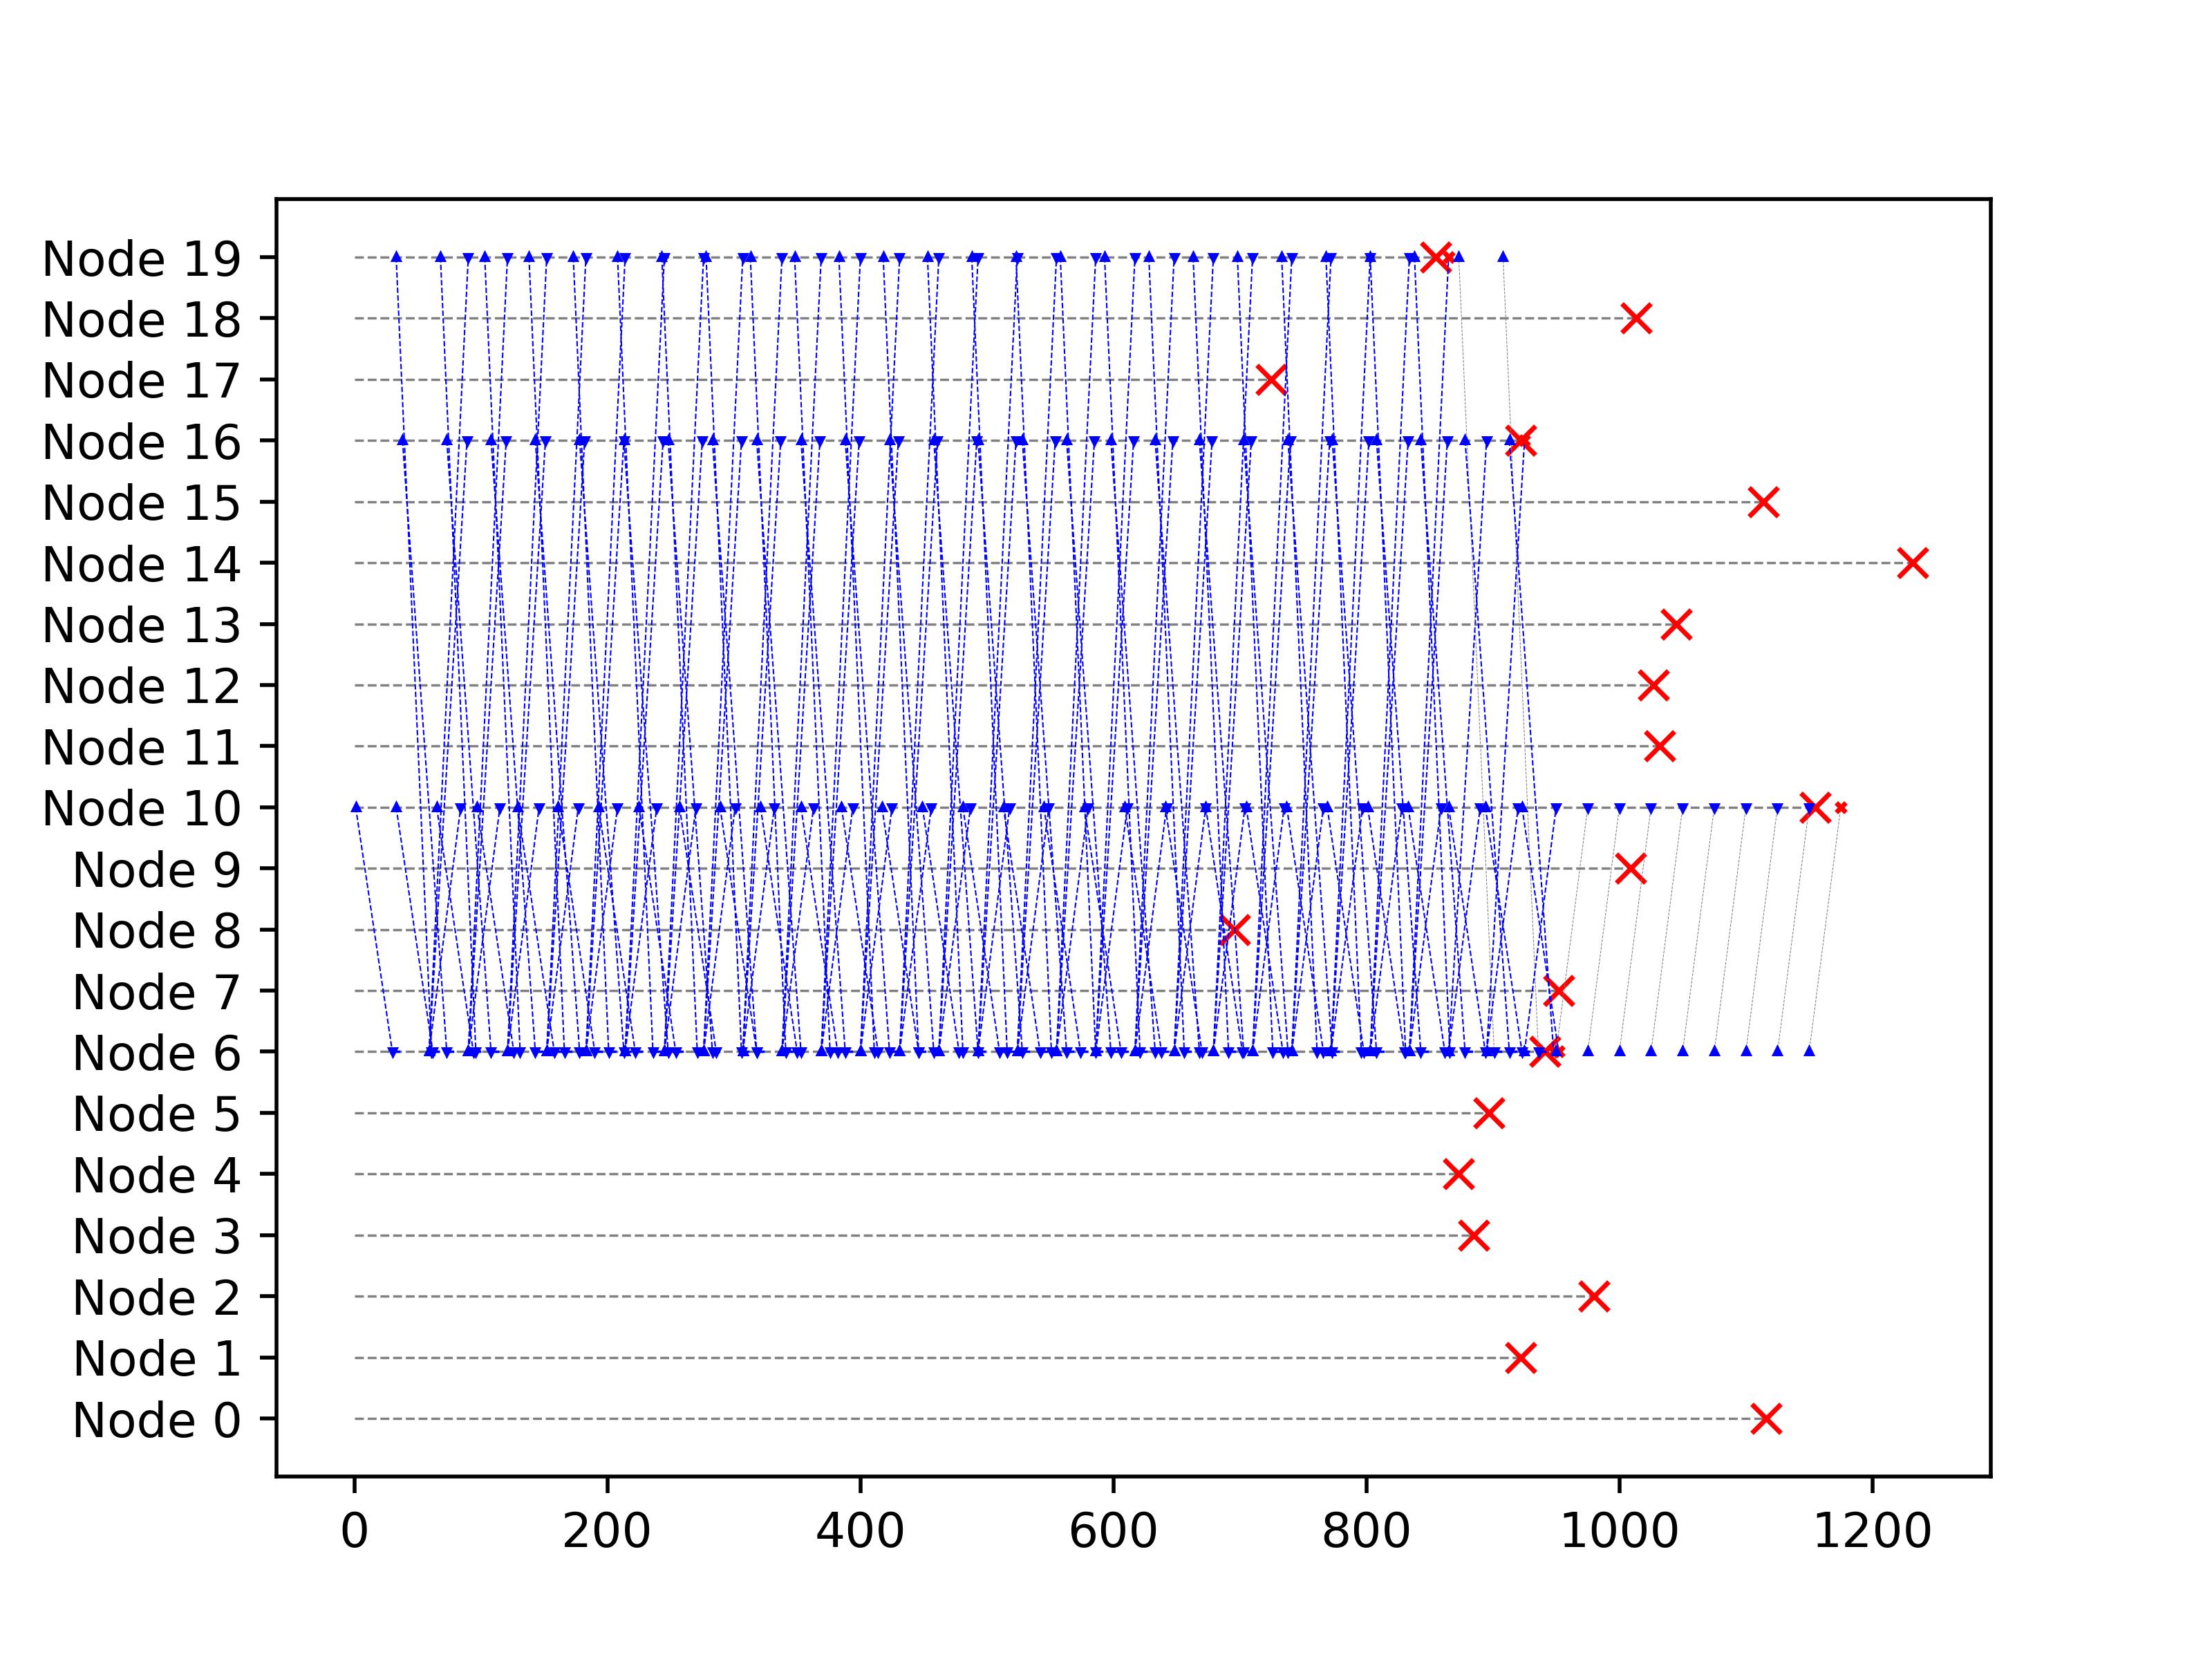 Node 19
Node 18
Node 17
Node 16
Node 15
Node 14
Node 13
Node 12
Node 11
Node 10
Node 9
Node 8
Node 7
Node 6
Node 5
Node 4
Node 3
Node 2
Node 1
Node 0
0 200 400 600 800 1000 1200